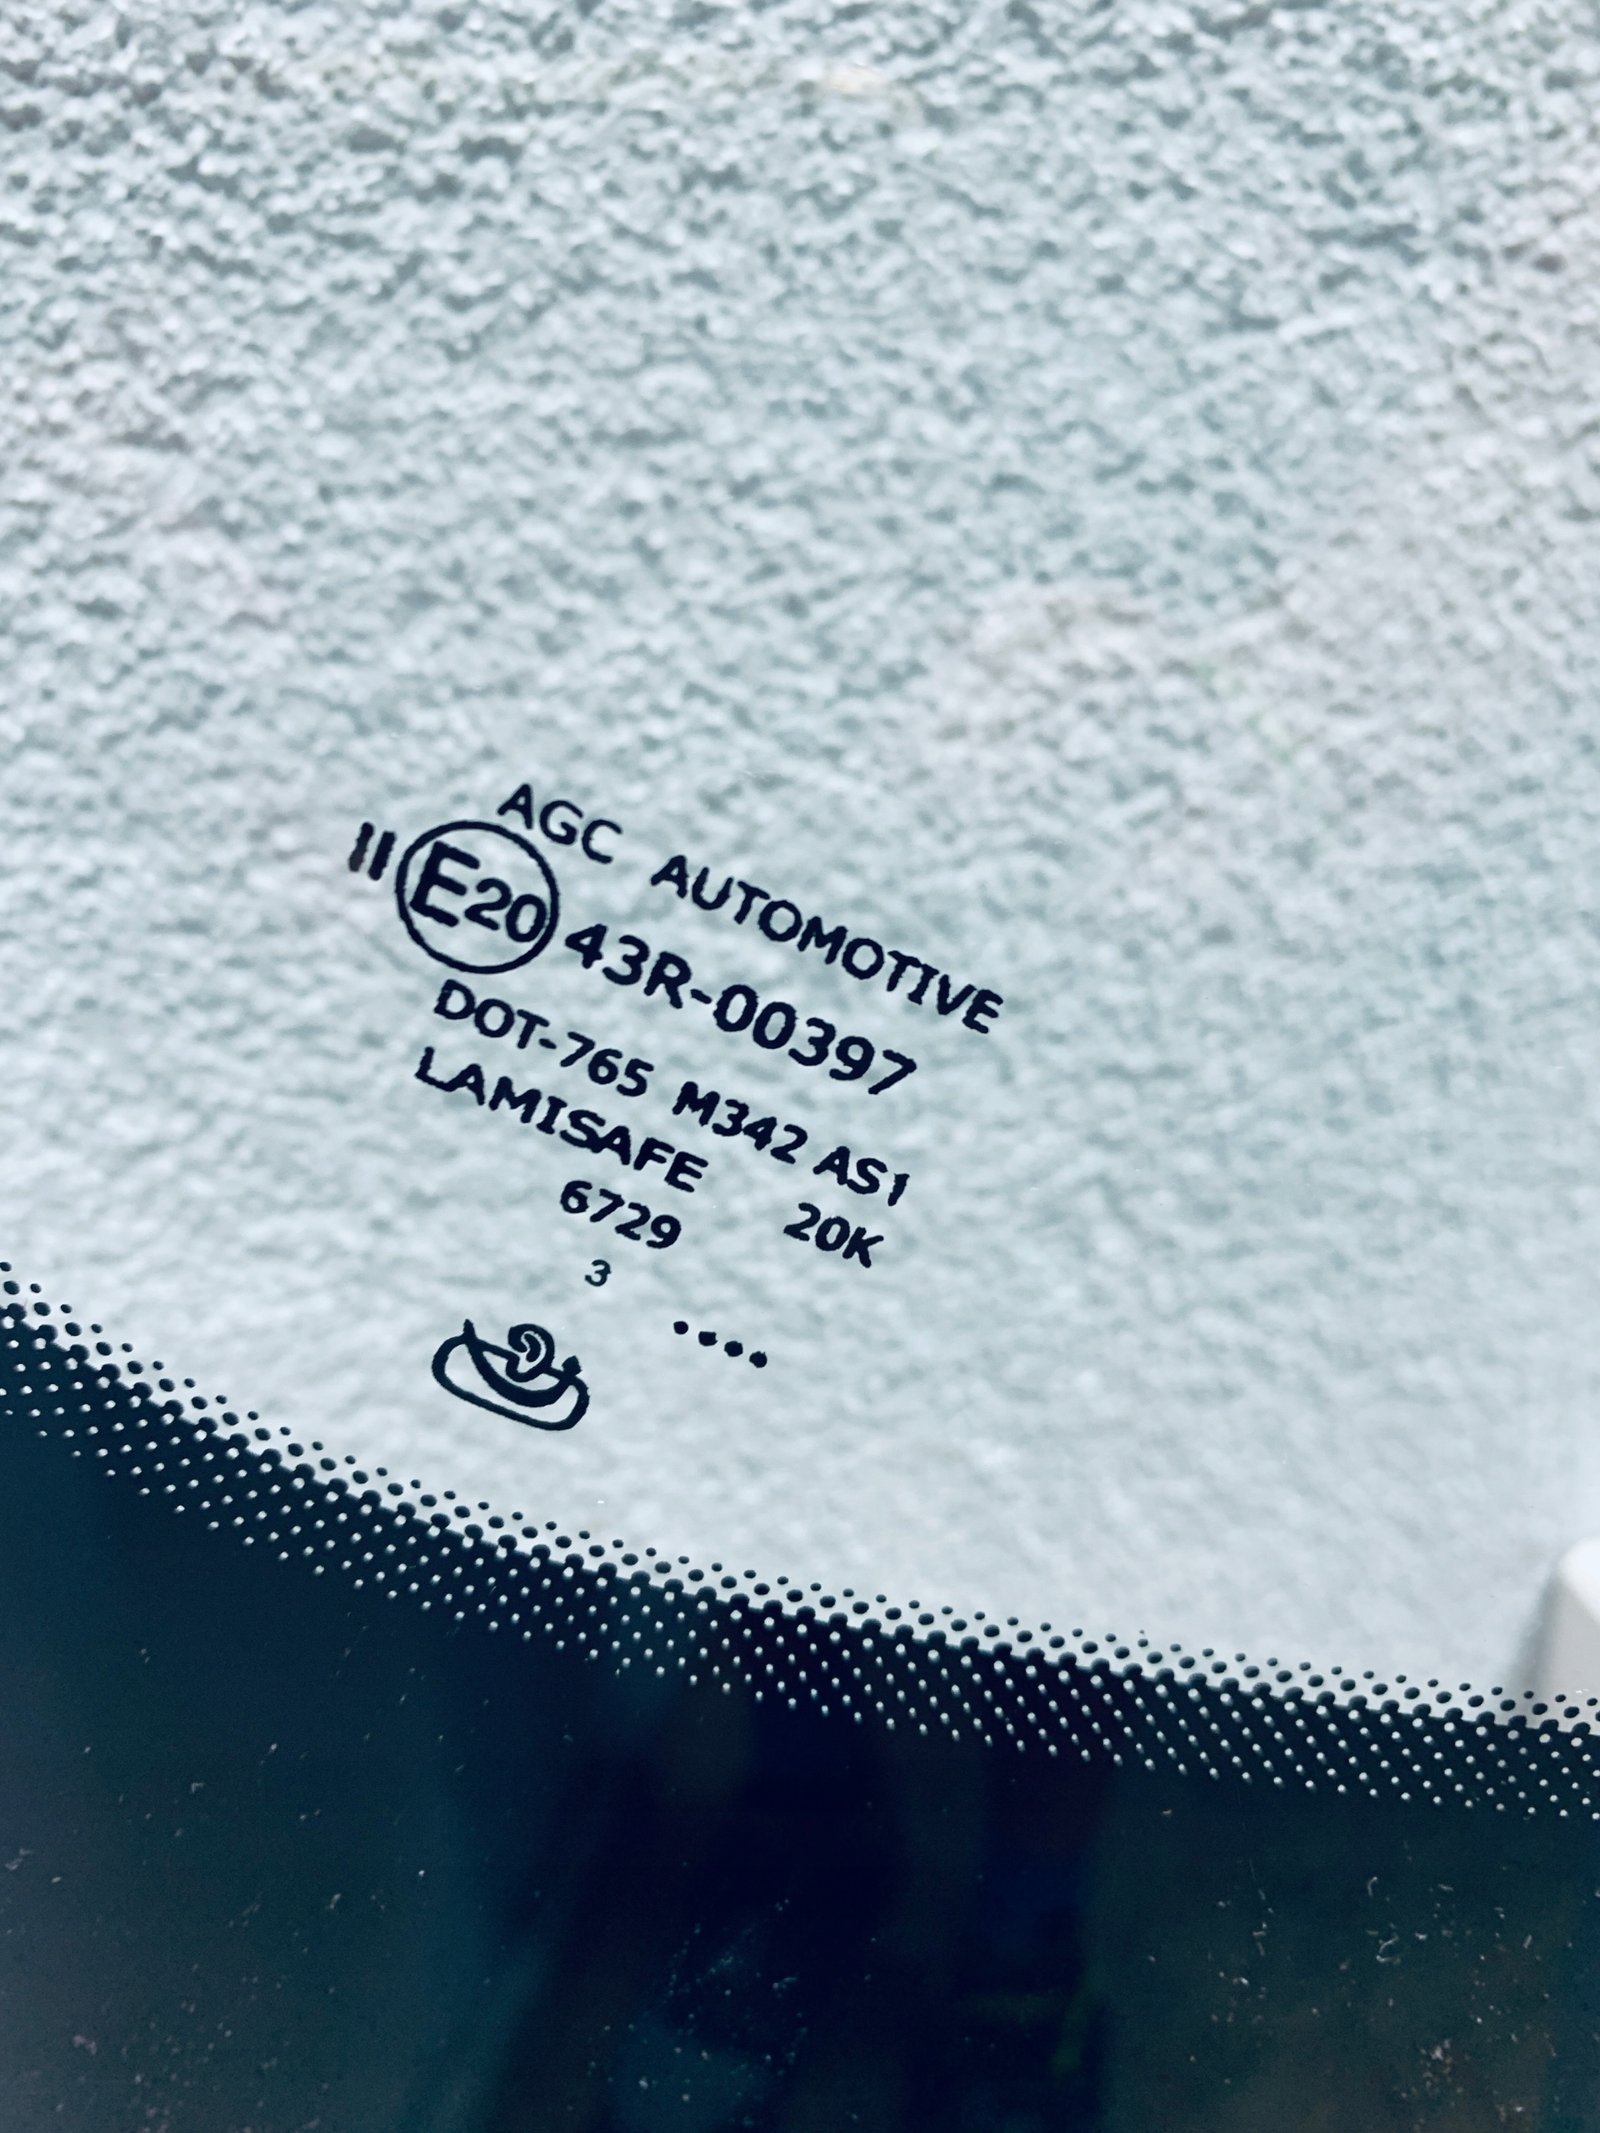 AGC AUTOMOTIVE
II E20 43R-00397
DOT-765 M342 AS1
LAMISAFE 20K
6729
3